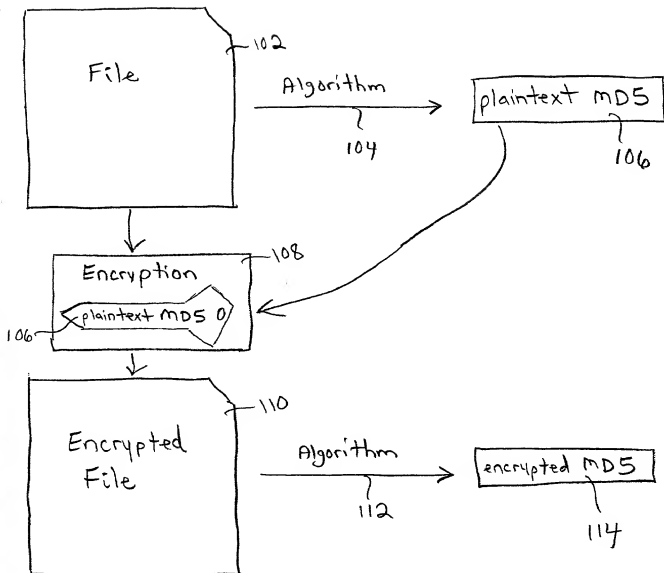 102
File
Algorithm
plaintext MD5
104
106
108
Encryption
plaintext MD5 O
106
110
Encrypted
File
Algorithm
encrypted MD5
112
114